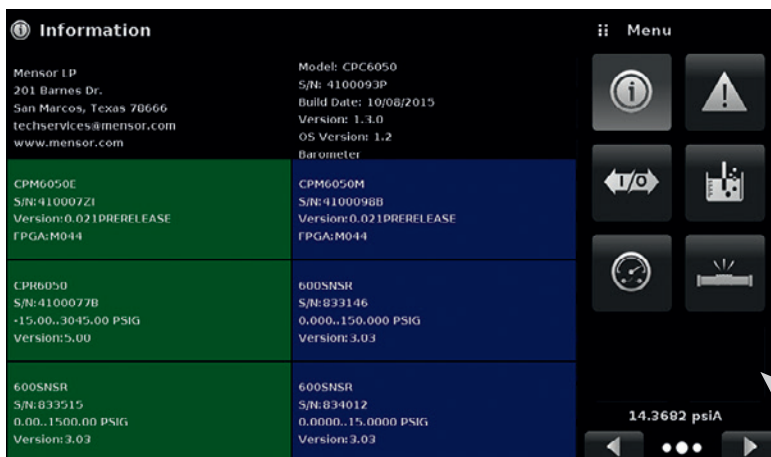 Information
Mensor LP
201 Barnes Dr.
San Marcos, Texas 78666
techservices@mensor.com
www.mensor.com
Model: CPC6050
S/N: 4100093P
Build Date: 10/08/2015
Version: 1.3.0
OS Version: 1.2
Barometer
CPM6050E
S/N:410007ZI
Version:0.021PRERELEASE
FPGA:M044
CPM6050M
S/N:4100098B
Version:0.021PRERELEASE
FPGA:M044
CPR6050
S/N:4100077B
-15.00..3045.00 PSIG
Version:5.00
600SNSR
S/N:833146
0.000..150.000 PSIG
Version:3.03
600SNSR
S/N:833515
0.00..1500.00 PSIG
Version:3.03
600SNSR
S/N:834012
0.0000..15.0000 PSIG
Version:3.03
Menu
I/O
14.3682 psiA